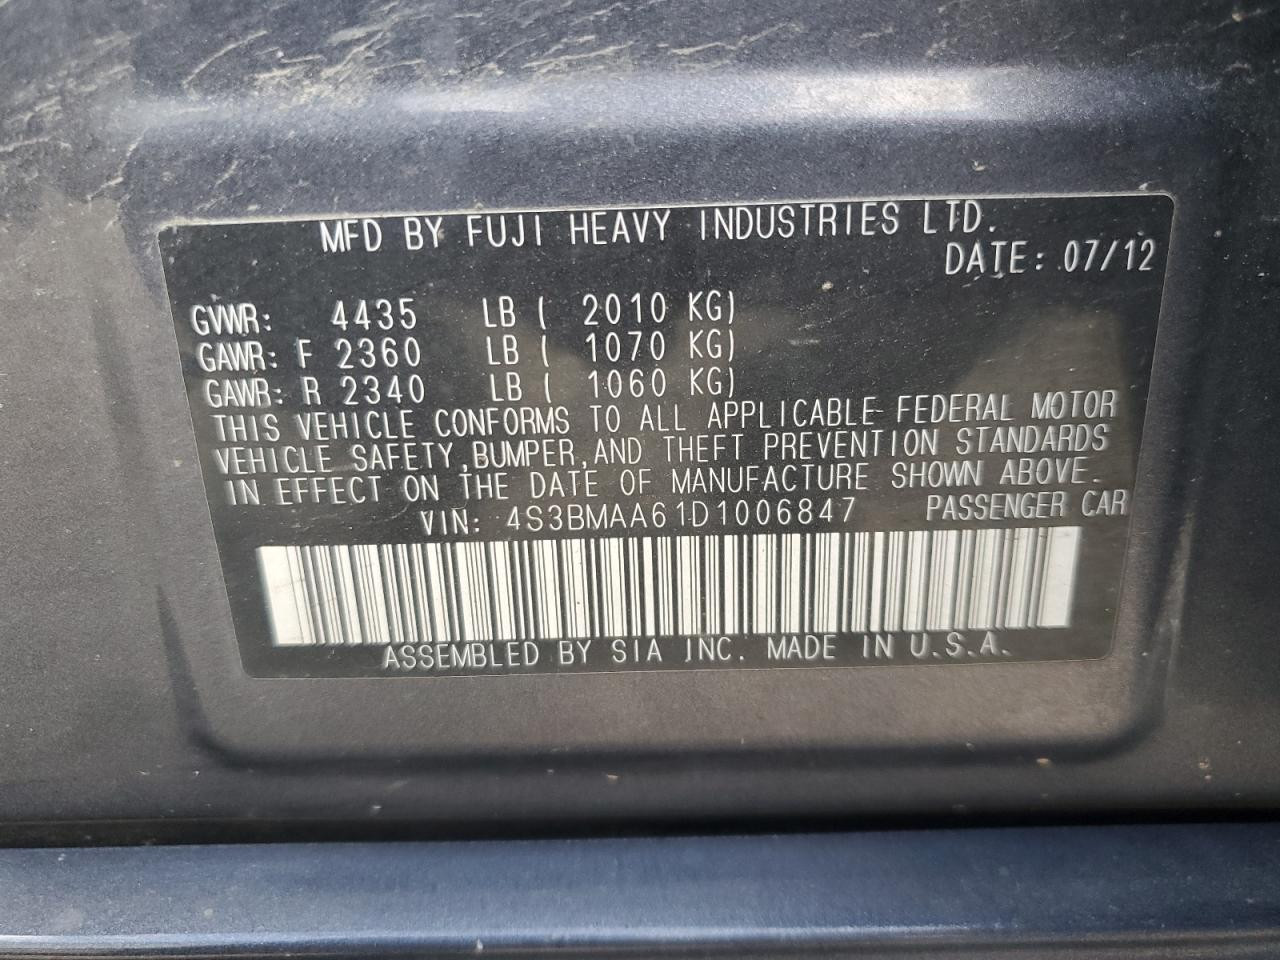 MFD BY FUJI HEAVY INDUSTRIES LTD.
DATE: 07/12
GVWR: 4435 LB ( 2010 KG)
GAWR: F 2360 LB ( 1070 KG)
GAWR: R 2340 LB ( 1060 KG)
THIS VEHICLE CONFORMS TO ALL APPLICABLE FEDERAL MOTOR
VEHICLE SAFETY,BUMPER,AND THEFT PREVENTION STANDARDS
IN EFFECT ON THE DATE OF MANUFACTURE SHOWN ABOVE.
VIN: 4S3BMAA61D1006847 PASSENGER CAR
ASSEMBLED BY SIA INC. MADE IN U.S.A.